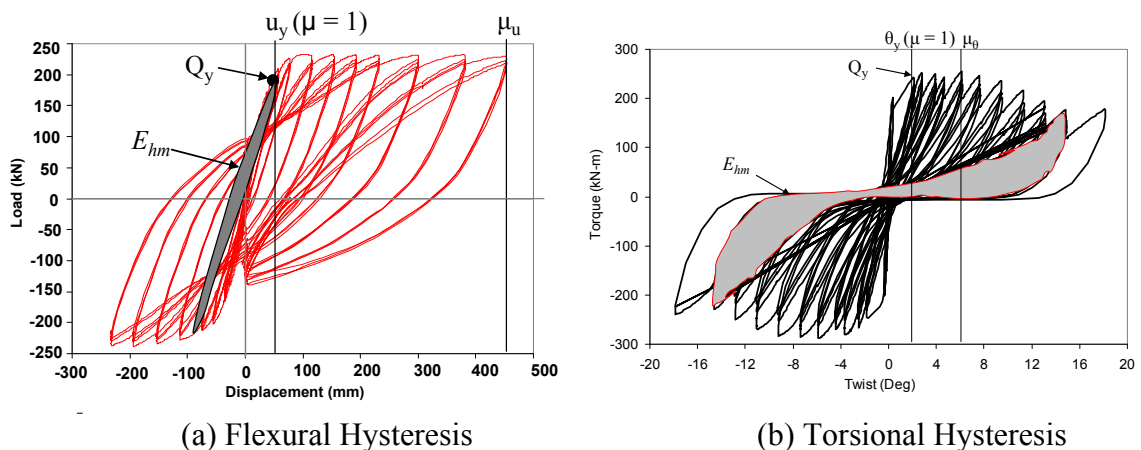 u_y (μ = 1)
μ_u
Q_y
E_hm
250
200
150
100
50
0
-50
-100
-150
-200
-250
Load (kN)
-300 -200 -100 0 100 200 300 400 500
Displacement (mm)
(a) Flexural Hysteresis
θ_y (μ = 1) μ_θ
Q_y
E_hm
300
200
100
0
-100
-200
-300
Torque (kN-m)
-20 -16 -12 -8 -4 0 4 8 12 16 20
Twist (Deg)
(b) Torsional Hysteresis